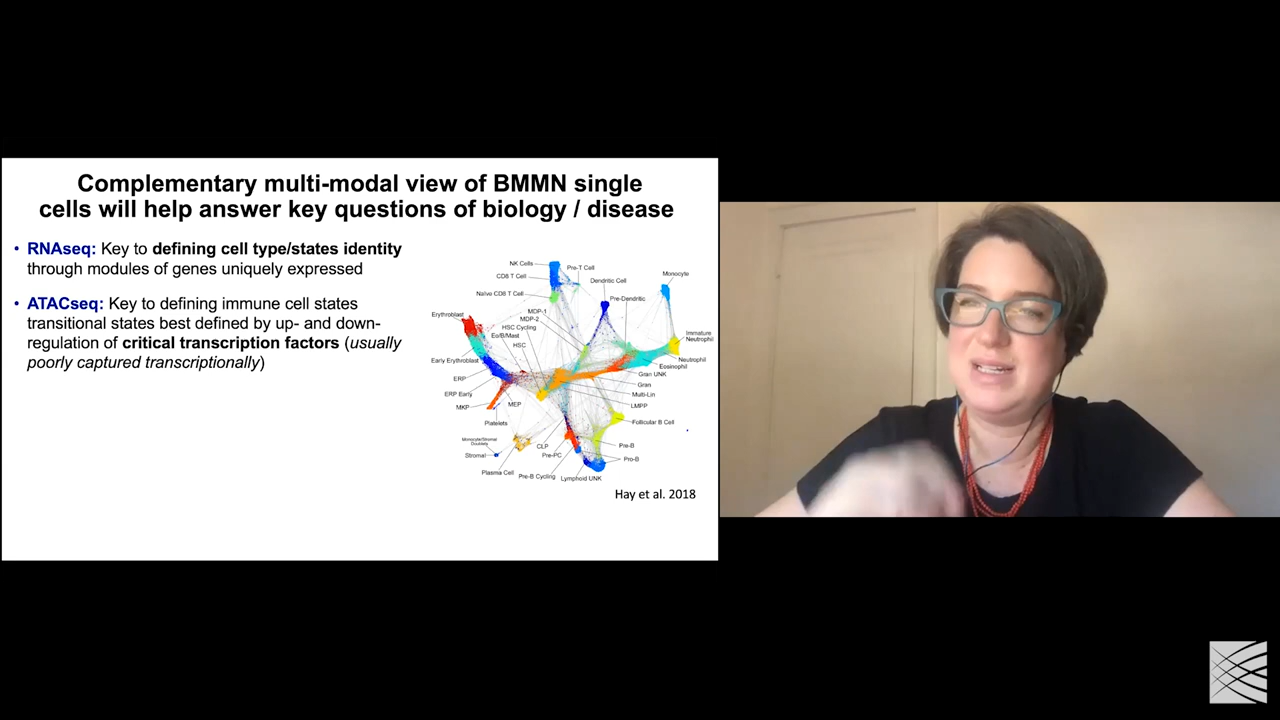 Complementary multi-modal view of BMMN single
cells will help answer key questions of biology / disease
• RNAseq: Key to defining cell type/states identity
through modules of genes uniquely expressed
• ATACseq: Key to defining immune cell states
transitional states best defined by up- and down-
regulation of critical transcription factors (usually
poorly captured transcriptionally)
NK Cells
Pre-T Cell
CD8 T Cell
Dendritic Cell
Monocyte
Naïve CD8 T Cell
Pre-Dendritic
Erythroblast
MDP-1
MDP-2
HSC Cycling
Eo/B/Mast
HSC
Immature
Neutrophil
Early Erythroblast
Neutrophil
Eosinophil
ERP
Gran UNK
Gran
ERP Early
Multi-Lin
MKP
MEP
LMPP
Platelets
Follicular B Cell
Monocyte/Stromal
Doublets
CLP
Pre-B
Stromal
Pre-PC
Pro-B
Plasma Cell
Pre-B Cycling
Lymphoid UNK
Hay et al. 2018